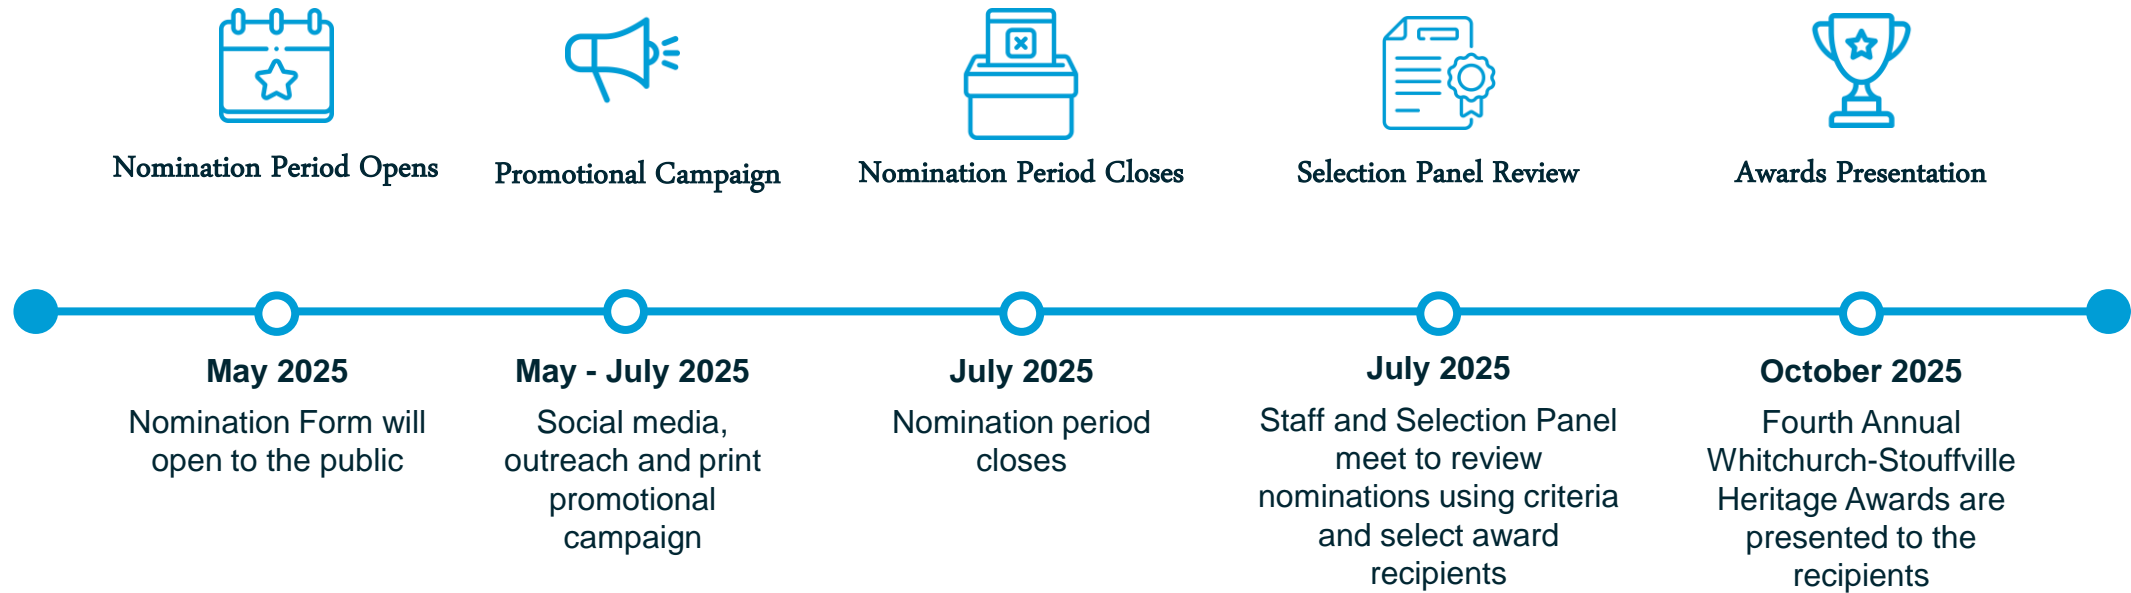 Nomination Period Opens
Promotional Campaign
Nomination Period Closes
Selection Panel Review
Awards Presentation
May 2025
Nomination Form will
open to the public
May - July 2025
Social media,
outreach and print
promotional
campaign
July 2025
Nomination period
closes
July 2025
Staff and Selection Panel
meet to review
nominations using criteria
and select award
recipients
October 2025
Fourth Annual
Whitchurch-Stouffville
Heritage Awards are
presented to the
recipients